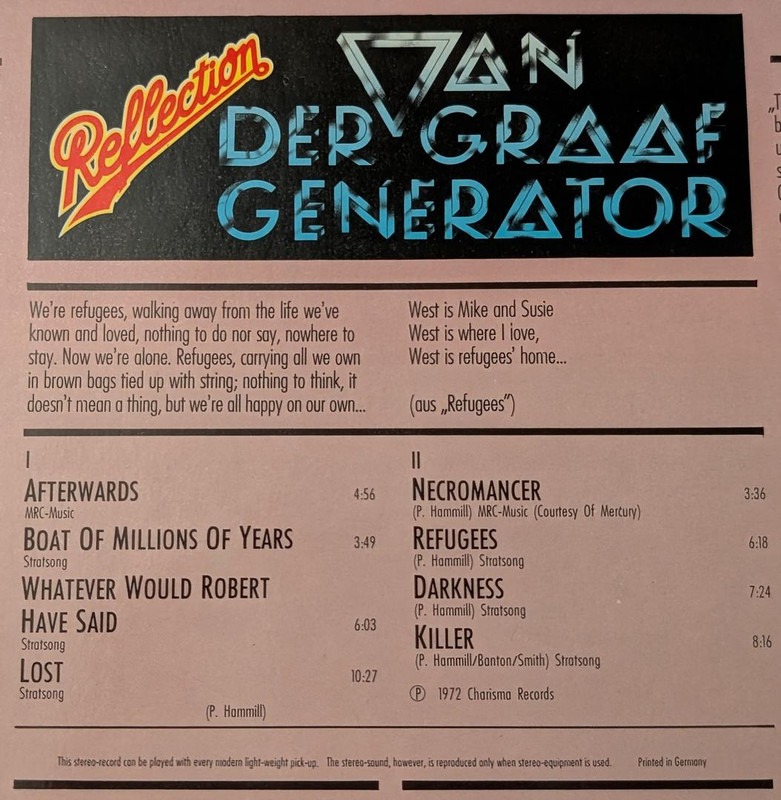 Reflection
VAN
DER GRAAF
GENERATOR
We're refugees, walking away from the life we've
known and loved, nothing to do nor say, nowhere to
stay. Now we're alone. Refugees, carrying all we own
in brown bags tied up with string; nothing to think, it
doesn't mean a thing, but we're all happy on our own...
West is Mike and Susie
West is where I love,
West is refugees' home...
(aus „Refugees")
I
AFTERWARDS 4:56
MRC-Music
BOAT OF MILLIONS OF YEARS 3:49
Stratsong
WHATEVER WOULD ROBERT
HAVE SAID 6:03
Stratsong
LOST 10:27
Stratsong
(P. Hammill)
II
NECROMANCER 3:36
(P. Hammill) MRC-Music (Courtesy Of Mercury)
REFUGEES 6:18
(P. Hammill) Stratsong
DARKNESS 7:24
(P. Hammill) Stratsong
KILLER 8:16
(P. Hammill/Banton/Smith) Stratsong
Ⓟ 1972 Charisma Records
This stereo-record can be played with every modern light-weight pick-up. The stereo-sound, however, is reproduced only when stereo-equipment is used. Printed in Germany